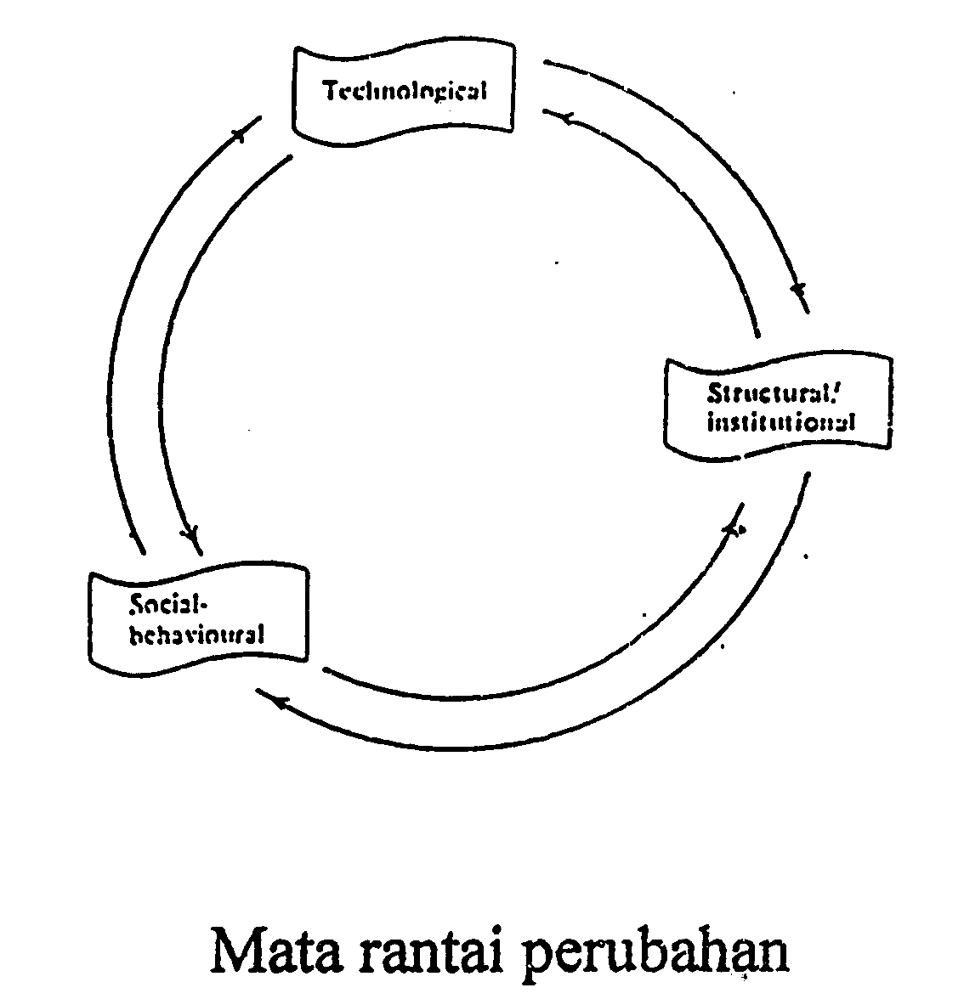 Technological
Structural/
institutional
Social-
behavioural
Mata rantai perubahan